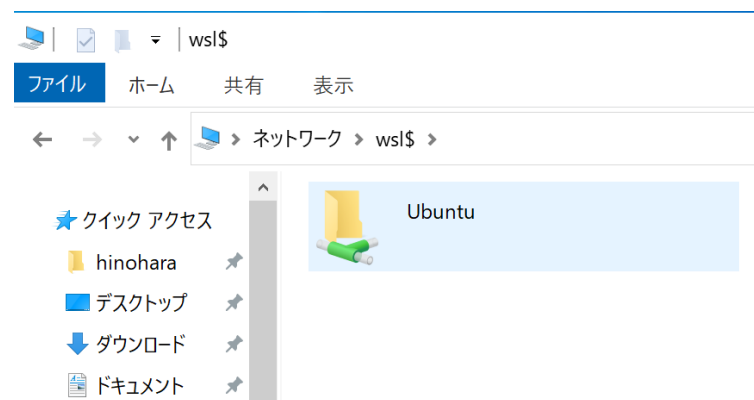 wsl$
ファイル ホーム 共有 表示
ネットワーク wsl$
クイック アクセス
hinohara
デスクトップ
ダウンロード
ドキュメント
Ubuntu